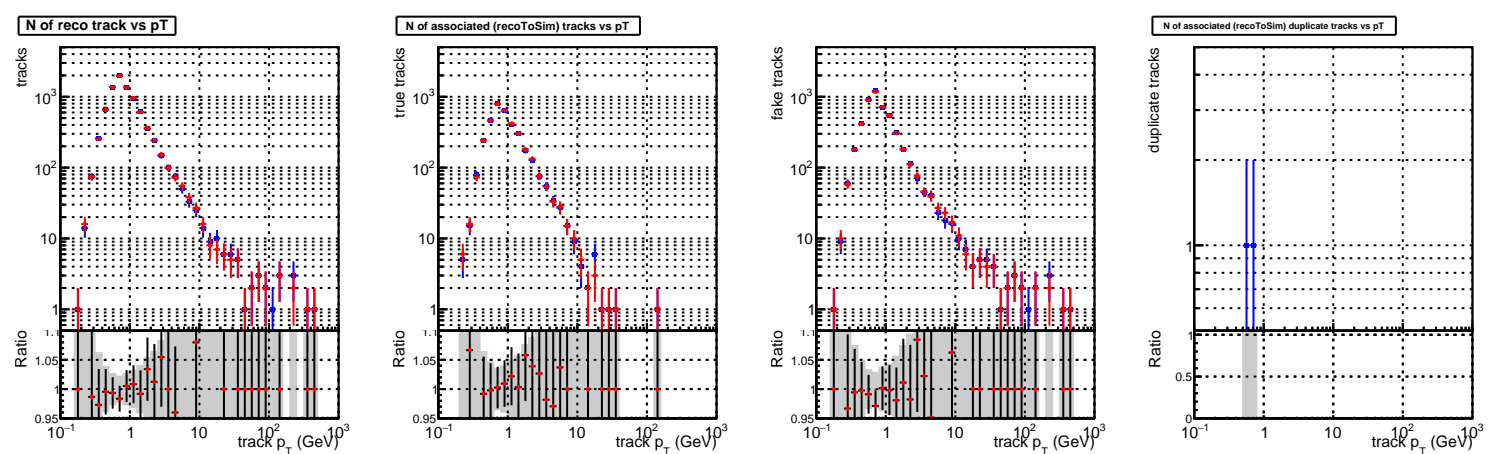 N of reco track vs pT
tracks
10³
10²
10
1
Ratio
1.1
1.05
1
0.95
10⁻¹ 1 10 10² 10³
track p_T (GeV)
N of associated (recoToSim) tracks vs pT
true tracks
10³
10²
10
1
Ratio
1.1
1.05
1
0.95
10⁻¹ 1 10 10² 10³
track p_T (GeV)
fake tracks
10³
10²
10
1
Ratio
1.1
1.05
1
0.95
10⁻¹ 1 10 10² 10³
track p_T (GeV)
N of associated (recoToSim) duplicate tracks vs pT
duplicate tracks
1
Ratio
1
0.5
0
10⁻¹ 1 10 10² 10³
track p_T (GeV)